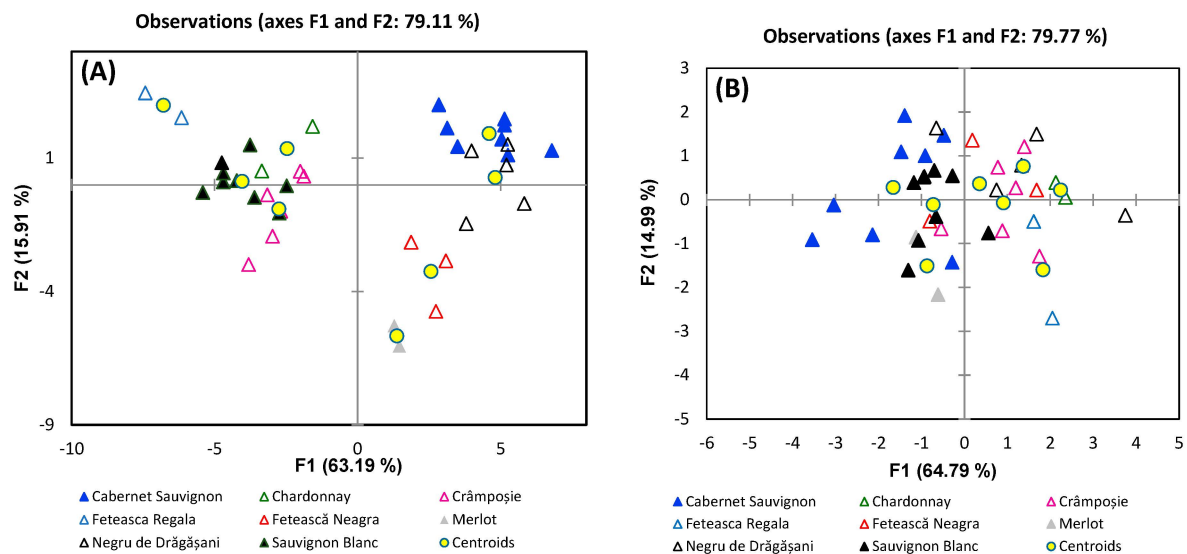 Observations (axes F1 and F2: 79.11 %)
(A)
1
-4
-9
-10
-5
0
5
F2 (15.91 %)
F1 (63.19 %)
Cabernet Sauvignon
Chardonnay
Crâmpoșie
Feteasca Regala
Fetească Neagra
Merlot
Negru de Drăgășani
Sauvignon Blanc
Centroids
Observations (axes F1 and F2: 79.77 %)
(B)
3
2
1
0
-1
-2
-3
-4
-5
-6
-5
-4
-3
-2
-1
0
1
2
3
4
5
F2 (14.99 %)
F1 (64.79 %)
Cabernet Sauvignon
Chardonnay
Crâmpoșie
Feteasca Regala
Fetească Neagra
Merlot
Negru de Drăgășani
Sauvignon Blanc
Centroids